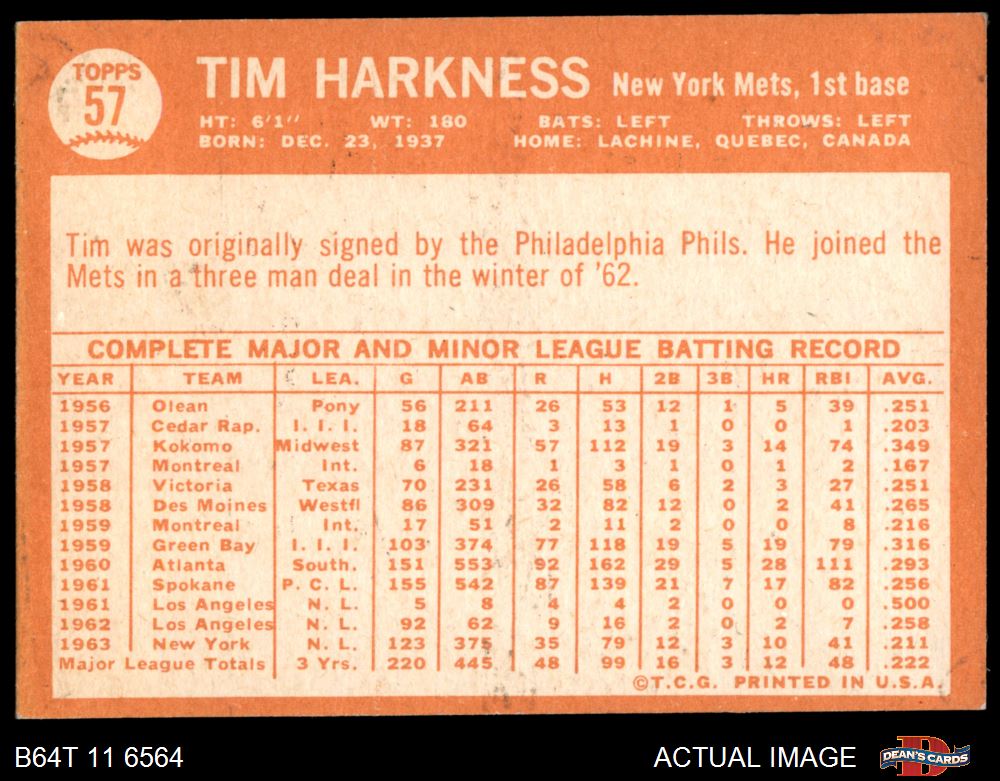 TOPPS
57
TIM HARKNESS New York Mets, 1st base
HT: 6'1" WT: 180 BATS: LEFT THROWS: LEFT
BORN: DEC. 23, 1937 HOME: LACHINE, QUEBEC, CANADA
Tim was originally signed by the Philadelphia Phils. He joined the
Mets in a three man deal in the winter of '62.
COMPLETE MAJOR AND MINOR LEAGUE BATTING RECORD
YEAR TEAM LEA. G AB R H 2B 3B HR RBI AVG.
1956 Olean Pony 56 211 26 53 12 1 5 39 .251
1957 Cedar Rap. I. I. I. 18 64 3 13 1 0 0 1 .203
1957 Kokomo Midwest 87 321 57 112 19 3 14 74 .349
1957 Montreal Int. 6 18 1 3 1 0 1 2 .167
1958 Victoria Texas 70 231 26 58 6 2 3 27 .251
1958 Des Moines Westfl 86 309 32 82 12 0 2 41 .265
1959 Montreal Int. 17 51 2 11 2 0 0 8 .216
1959 Green Bay I. I. I. 103 374 77 118 19 5 19 79 .316
1960 Atlanta South. 151 553 92 162 29 5 28 111 .293
1961 Spokane P. C. L. 155 542 87 139 21 7 17 82 .256
1961 Los Angeles N. L. 5 8 4 4 2 0 0 0 .500
1962 Los Angeles N. L. 92 62 9 16 2 0 2 7 .258
1963 New York N. L. 123 375 35 79 12 3 10 41 .211
Major League Totals 3 Yrs. 220 445 48 99 16 3 12 48 .222
©T.C.G. PRINTED IN U.S.A.
B64T 11 6564 ACTUAL IMAGE DEAN'S CARDS